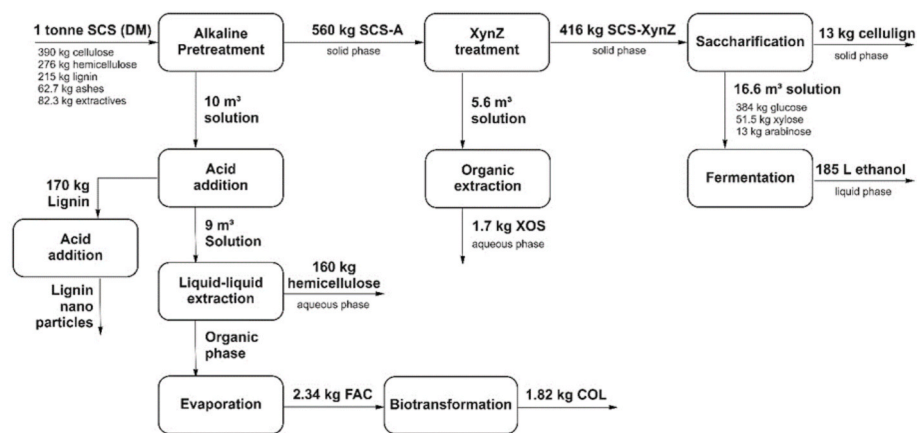 1 tonne SCS (DM)
390 kg cellulose
276 kg hemicellulose
215 kg lignin
62.7 kg ashes
82.3 kg extractives
Alkaline
Pretreatment
560 kg SCS-A
solid phase
XynZ
treatment
416 kg SCS-XynZ
solid phase
Saccharification
13 kg cellulign
solid phase
10 m³
solution
5.6 m³
solution
16.6 m³ solution
384 kg glucose
51.5 kg xylose
13 kg arabinose
Acid
addition
Organic
extraction
Fermentation
185 L ethanol
liquid phase
170 kg
Lignin
Acid
addition
9 m³
Solution
1.7 kg XOS
aqueous phase
Lignin
nano
particles
Liquid-liquid
extraction
160 kg
hemicellulose
aqueous phase
Organic
phase
Evaporation
2.34 kg FAC
Biotransformation
1.82 kg COL